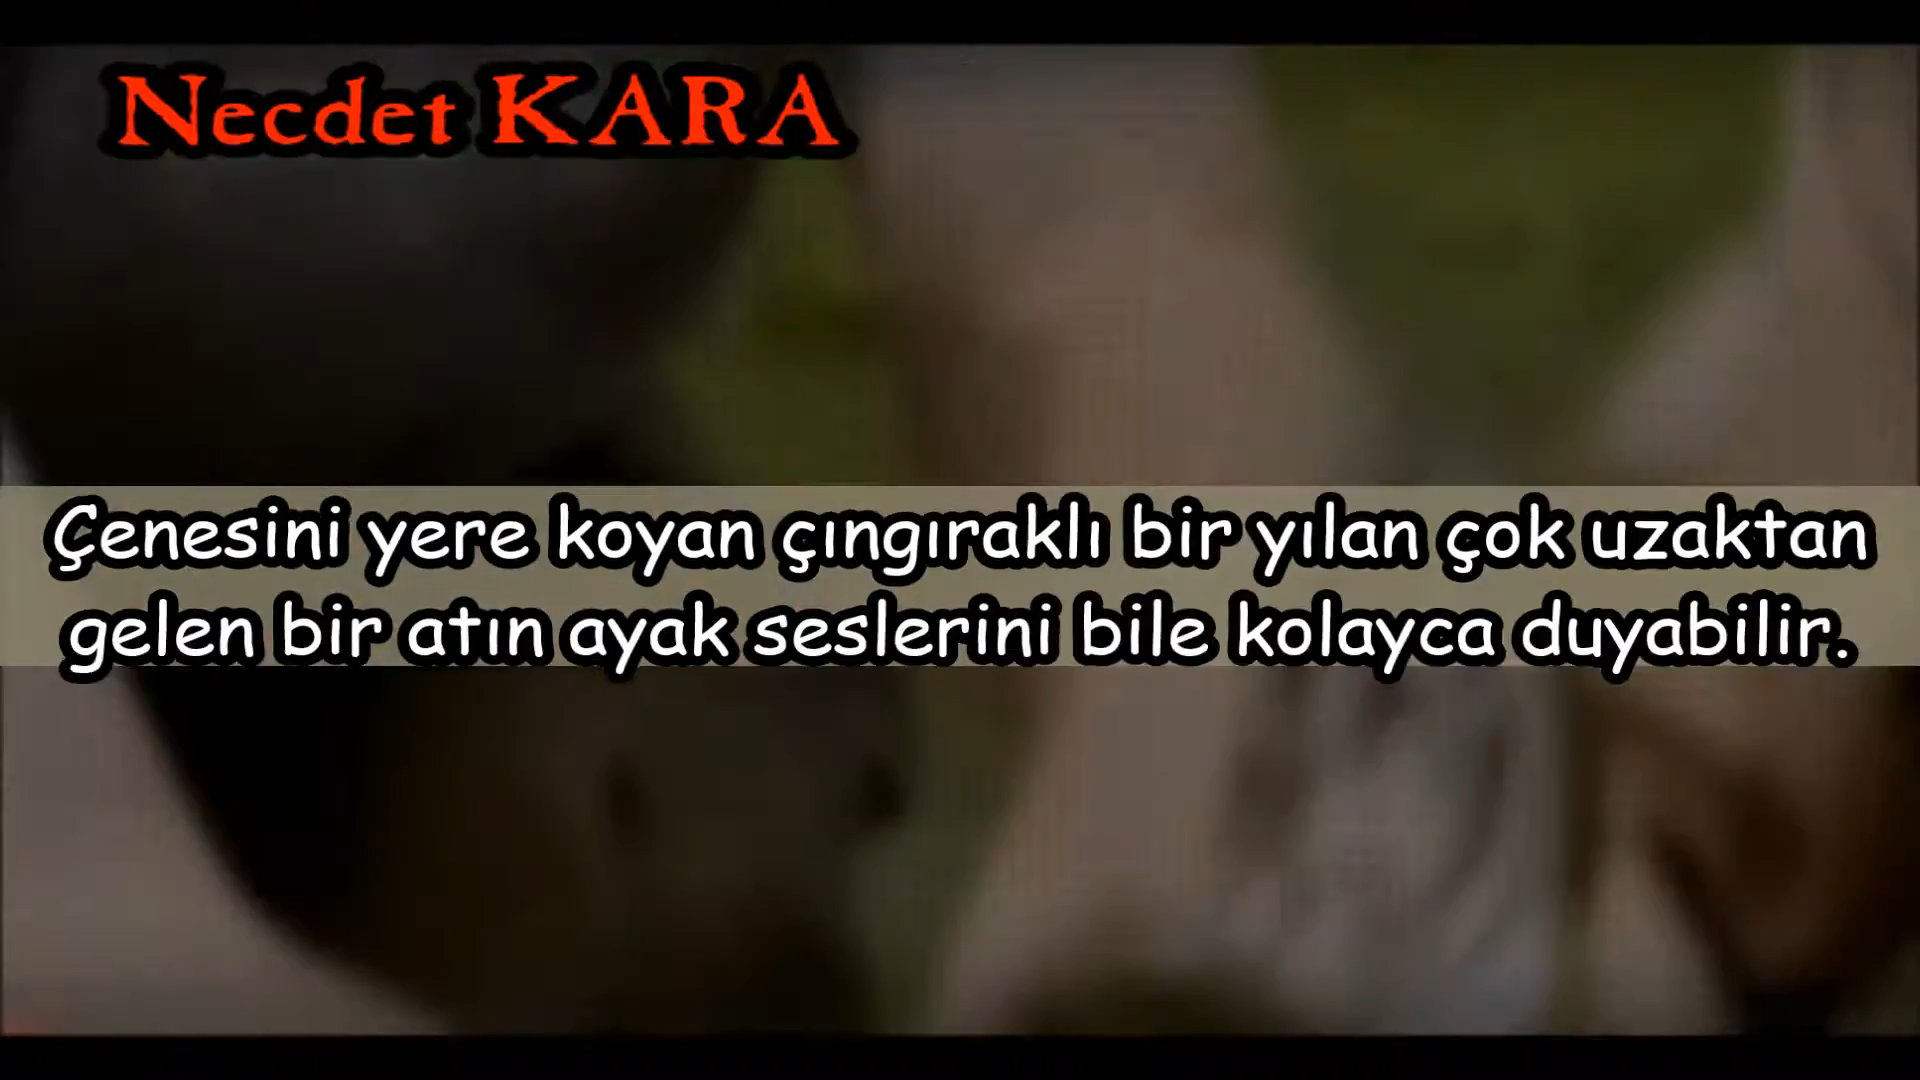 Necdet KARA
Çenesini yere koyan çıngıraklı bir yılan çok uzaktan
gelen bir atın ayak seslerini bile kolayca duyabilir.